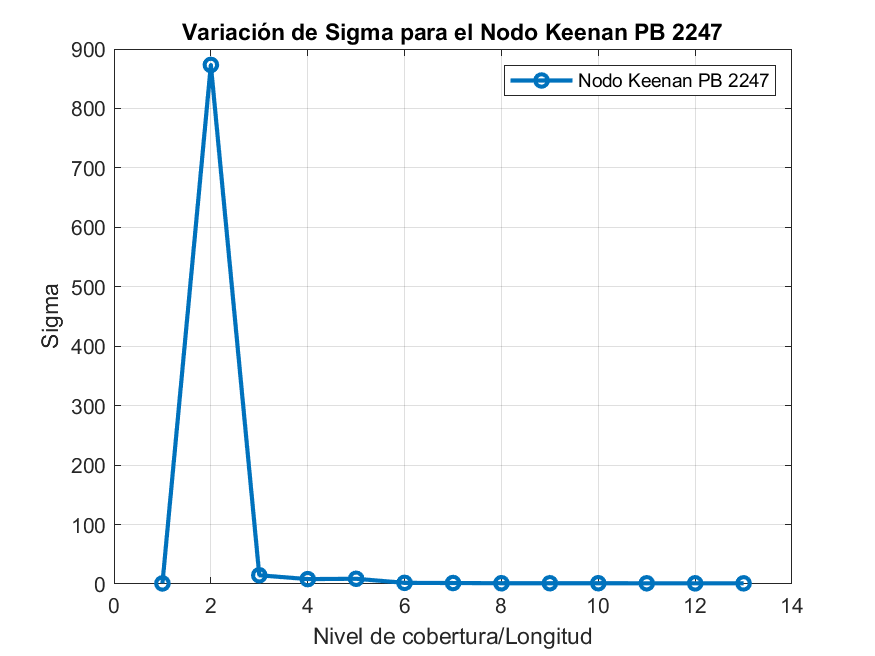 Variación de Sigma para el Nodo Keenan PB 2247
Nodo Keenan PB 2247
900
800
700
600
500
400
300
200
100
0
Sigma
0 2 4 6 8 10 12 14
Nivel de cobertura/Longitud